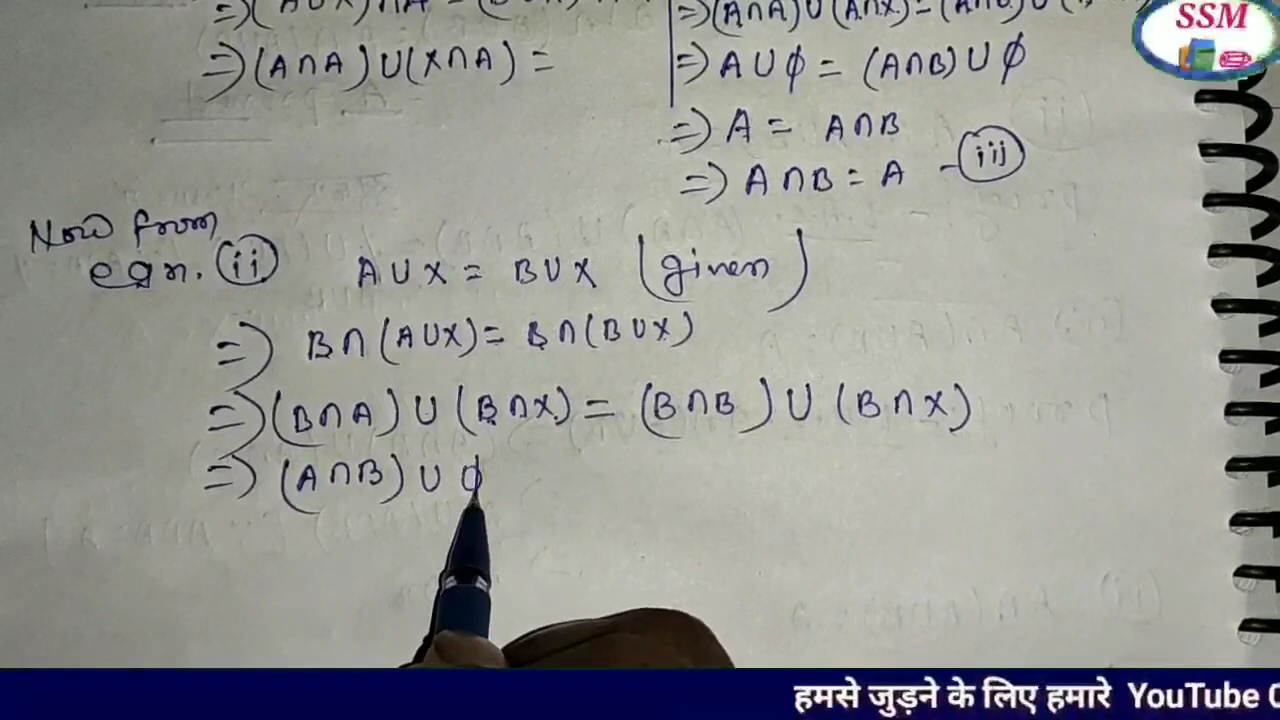 ⇒(A∩A)∪(X∩A) =
⇒(A∩A)∪(A∩X)=
⇒ A∪ϕ = (A∩B)∪ϕ
⇒ A = A∩B
⇒ A∩B = A -(iii)
Now from
eqn. (ii) A∪X = B∪X (given)
⇒ B∩(A∪X) = B∩(B∪X)
⇒ (B∩A)∪(B∩X) = (B∩B)∪(B∩X)
⇒ (A∩B)∪ϕ
SSM
हमसे जुड़ने के लिए हमारे YouTube